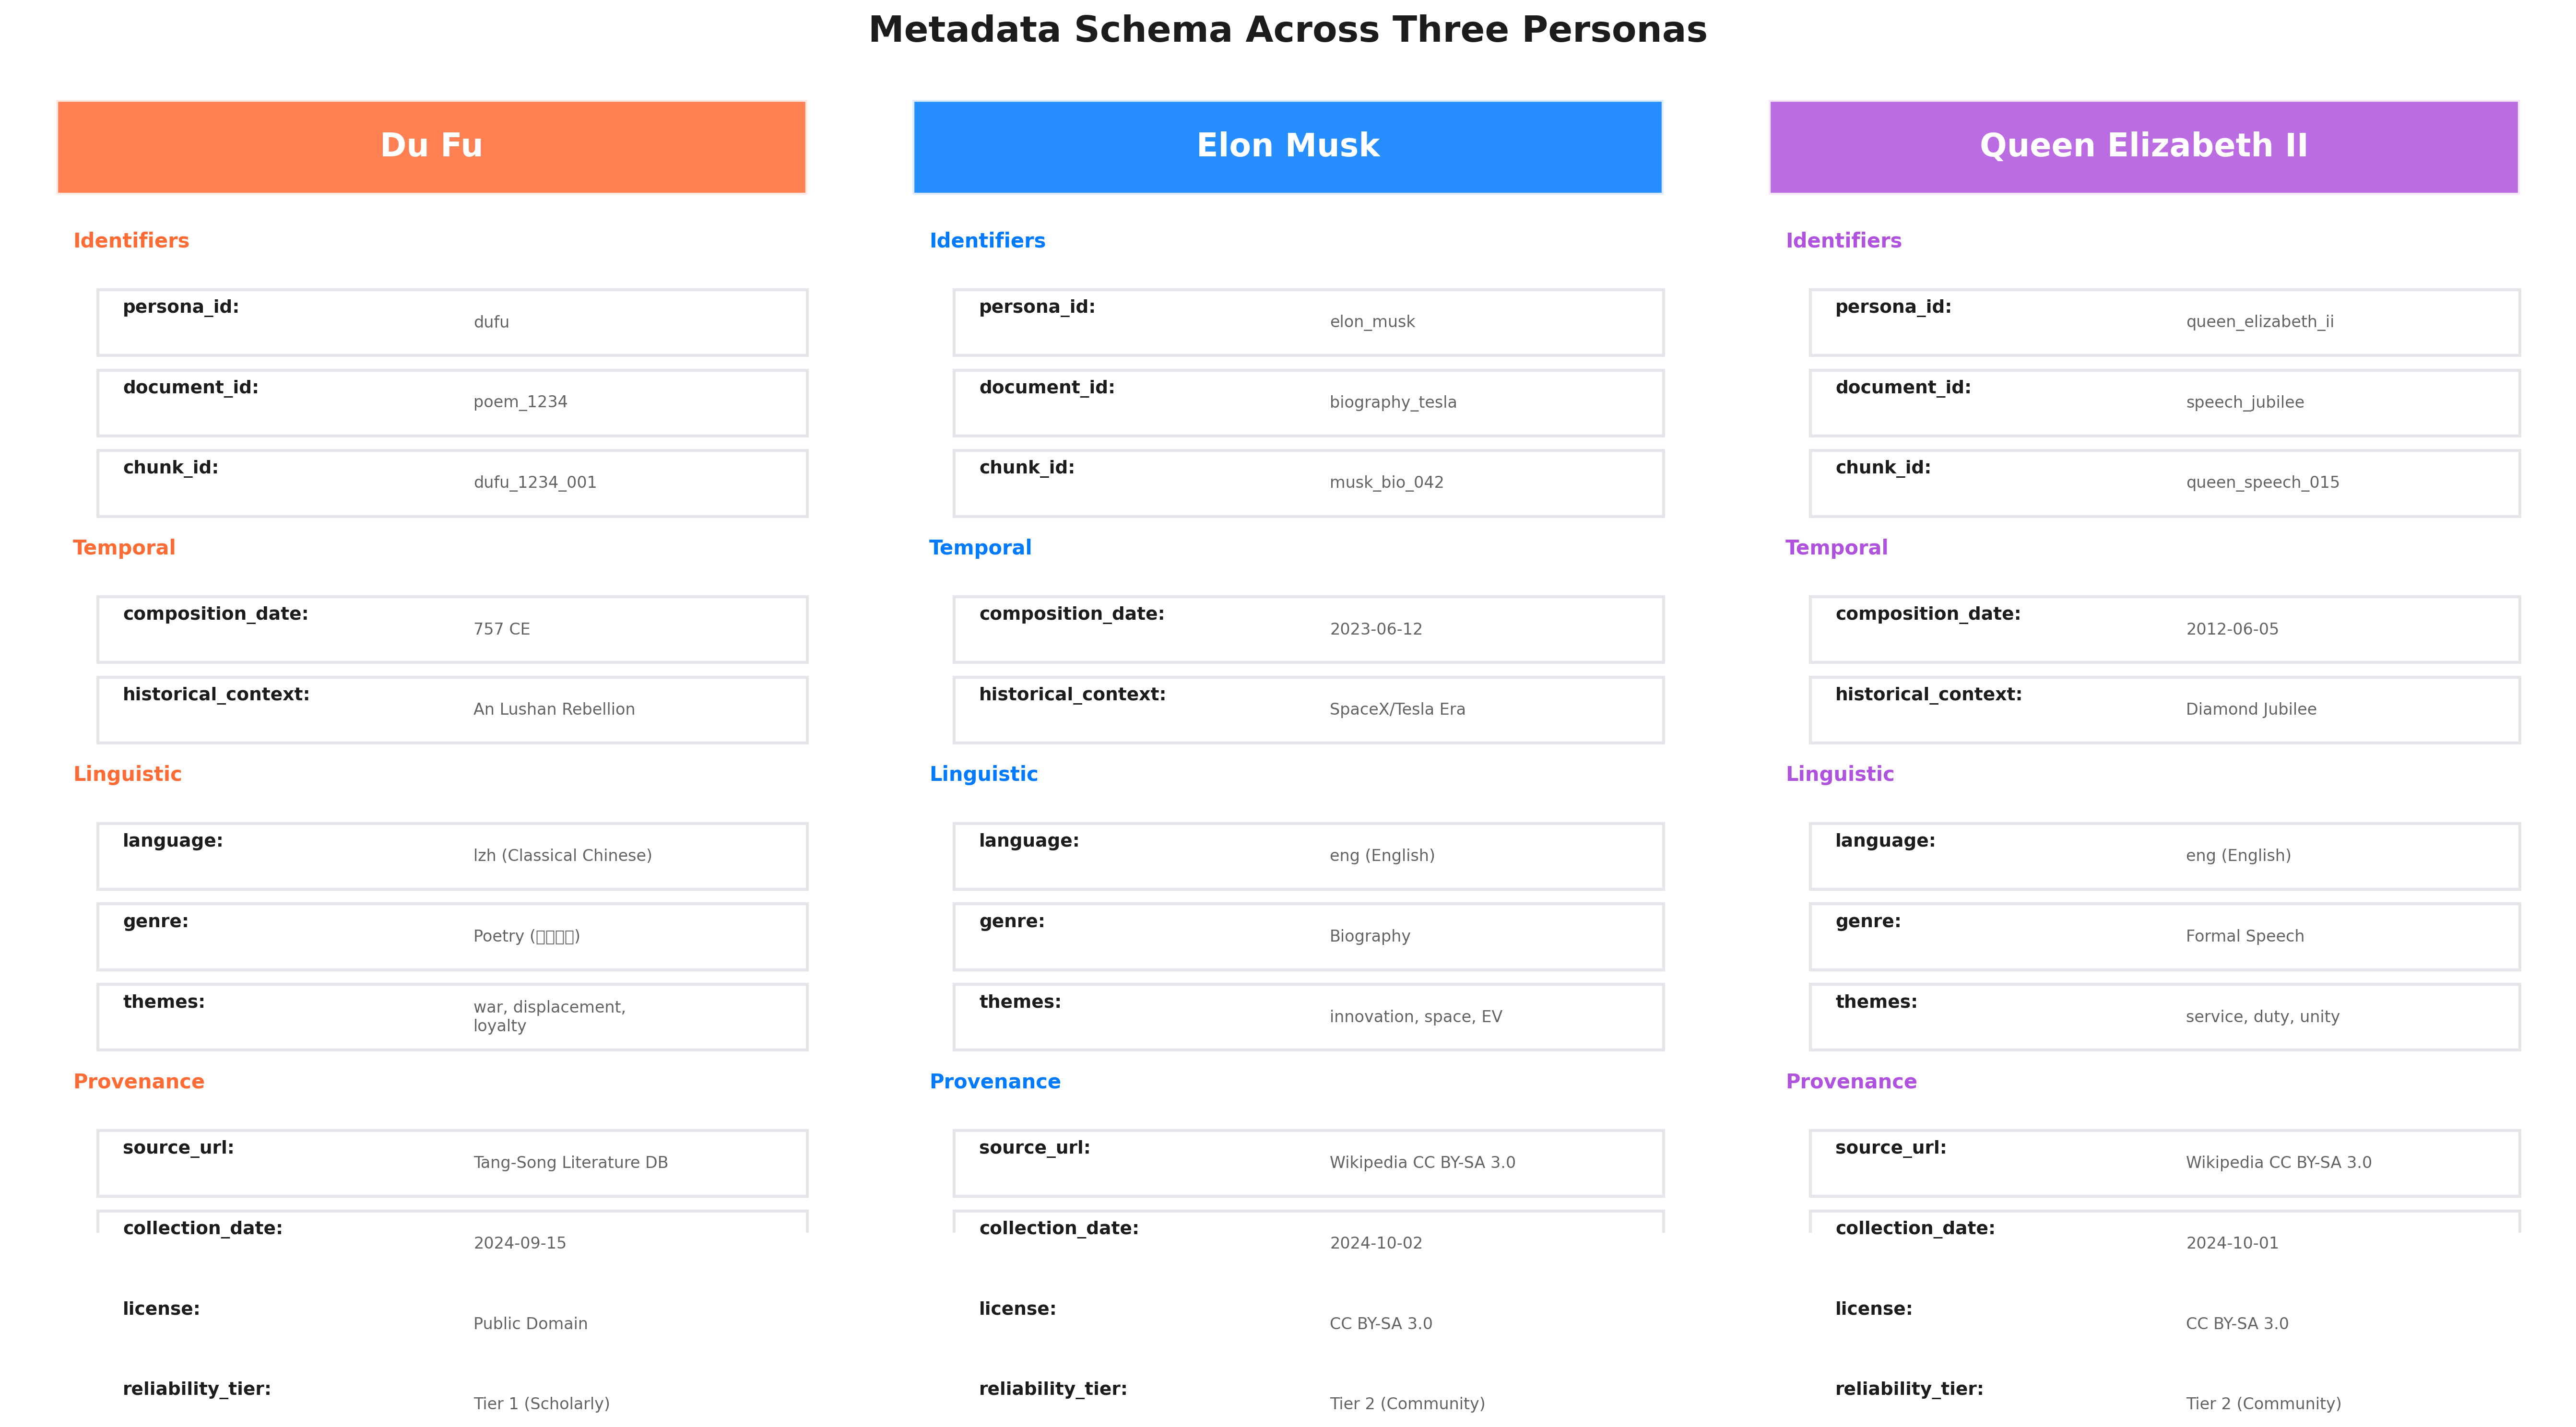 Metadata Schema Across Three Personas
Du Fu
Identifiers
persona_id: dufu
document_id: poem_1234
chunk_id: dufu_1234_001
Temporal
composition_date: 757 CE
historical_context: An Lushan Rebellion
Linguistic
language: lzh (Classical Chinese)
genre: Poetry (□□□□)
themes: war, displacement,
loyalty
Provenance
source_url: Tang-Song Literature DB
collection_date: 2024-09-15
license: Public Domain
reliability_tier: Tier 1 (Scholarly)
Elon Musk
Identifiers
persona_id: elon_musk
document_id: biography_tesla
chunk_id: musk_bio_042
Temporal
composition_date: 2023-06-12
historical_context: SpaceX/Tesla Era
Linguistic
language: eng (English)
genre: Biography
themes: innovation, space, EV
Provenance
source_url: Wikipedia CC BY-SA 3.0
collection_date: 2024-10-02
license: CC BY-SA 3.0
reliability_tier: Tier 2 (Community)
Queen Elizabeth II
Identifiers
persona_id: queen_elizabeth_ii
document_id: speech_jubilee
chunk_id: queen_speech_015
Temporal
composition_date: 2012-06-05
historical_context: Diamond Jubilee
Linguistic
language: eng (English)
genre: Formal Speech
themes: service, duty, unity
Provenance
source_url: Wikipedia CC BY-SA 3.0
collection_date: 2024-10-01
license: CC BY-SA 3.0
reliability_tier: Tier 2 (Community)